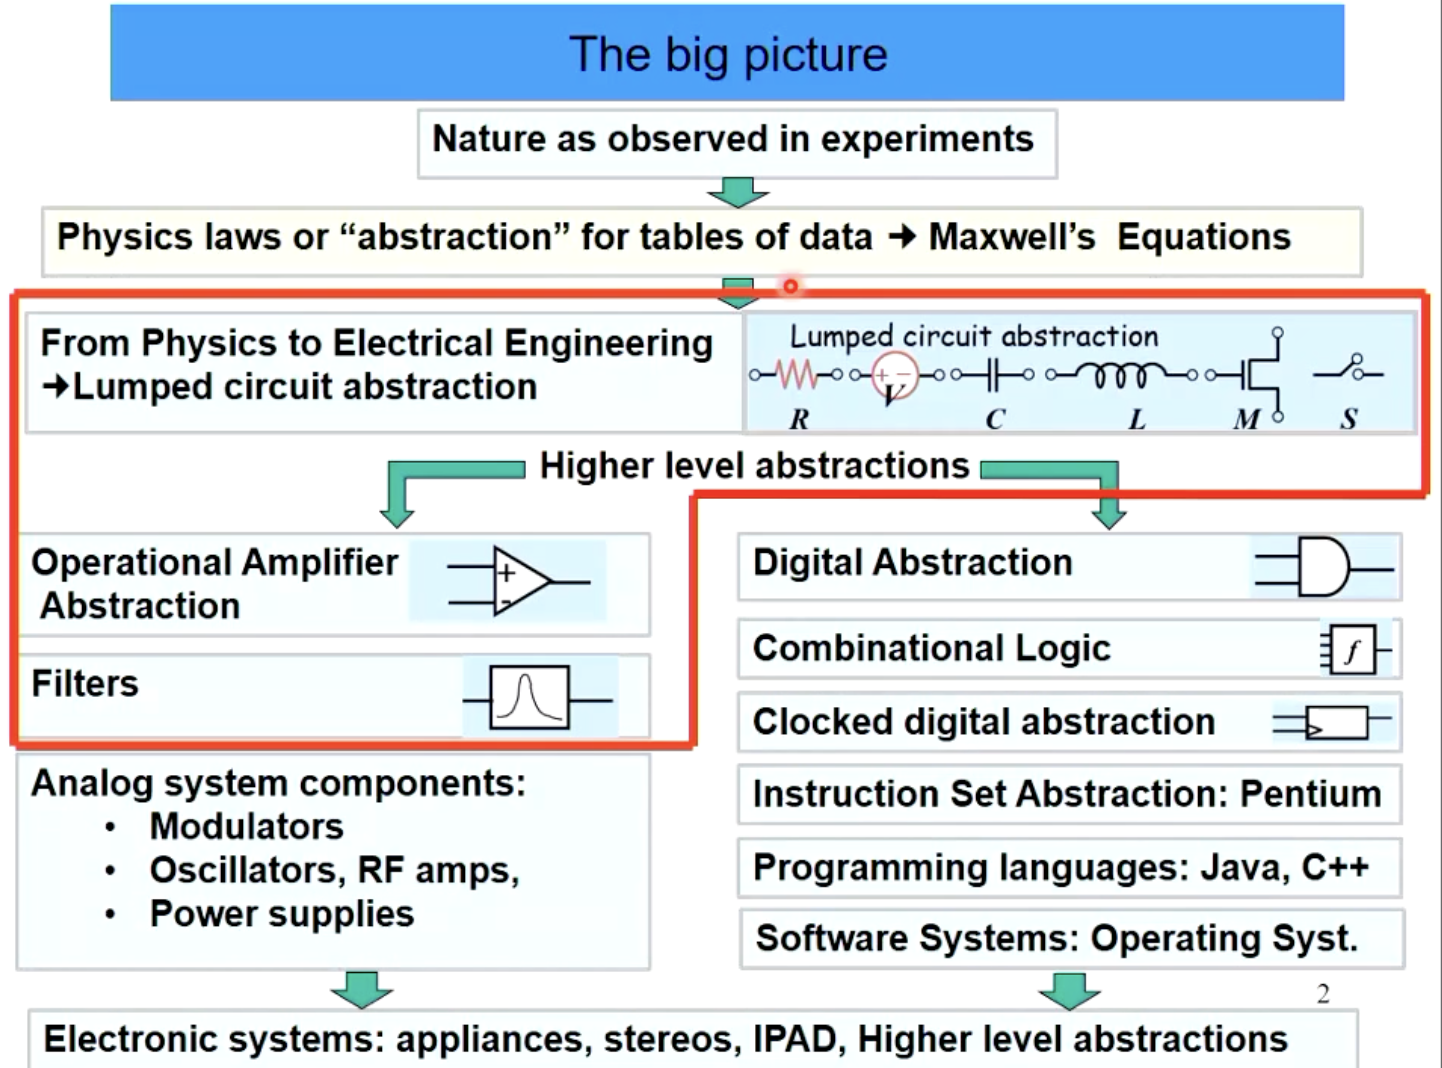 The big picture
Nature as observed in experiments
Physics laws or “abstraction” for tables of data → Maxwell’s Equations
From Physics to Electrical Engineering
→Lumped circuit abstraction
Lumped circuit abstraction
+ −
V
R C L M S
Higher level abstractions
Operational Amplifier
Abstraction
+
-
Filters
Analog system components:
• Modulators
• Oscillators, RF amps,
• Power supplies
Digital Abstraction
Combinational Logic
f
Clocked digital abstraction
Instruction Set Abstraction: Pentium
Programming languages: Java, C++
Software Systems: Operating Syst.
2
Electronic systems: appliances, stereos, IPAD, Higher level abstractions